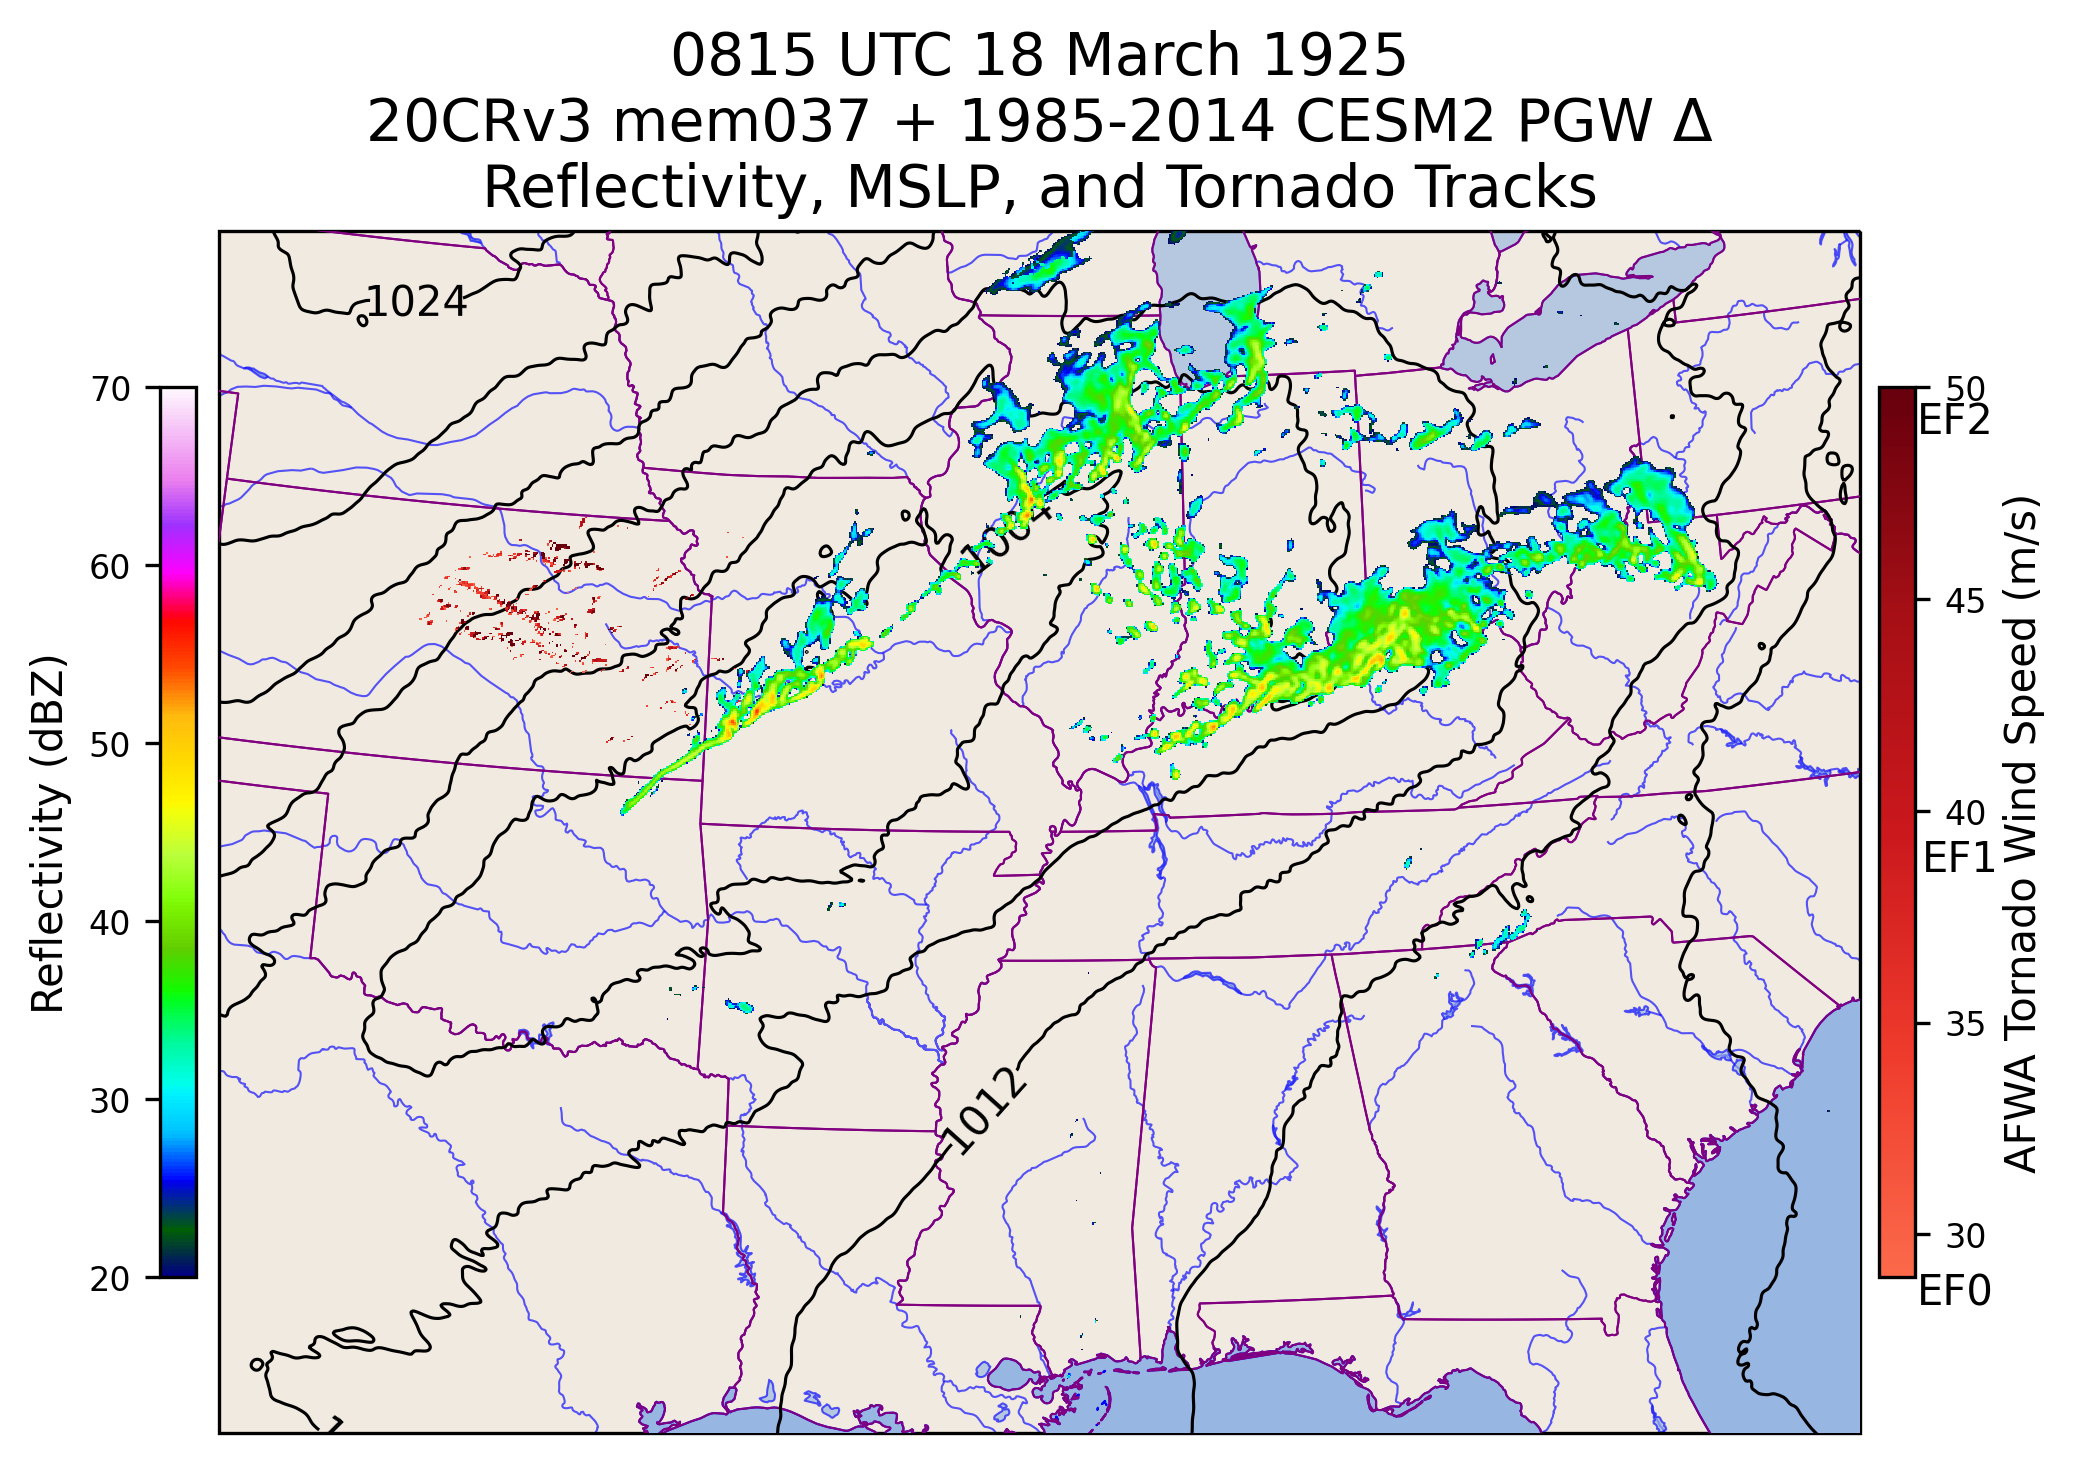 0815 UTC 18 March 1925
20CRv3 mem037 + 1985-2014 CESM2 PGW Δ
Reflectivity, MSLP, and Tornado Tracks
1024
1012
70
60
50
40
30
20
Reflectivity (dBZ)
50
EF2
45
40
EF1
35
30
EF0
AFWA Tornado Wind Speed (m/s)